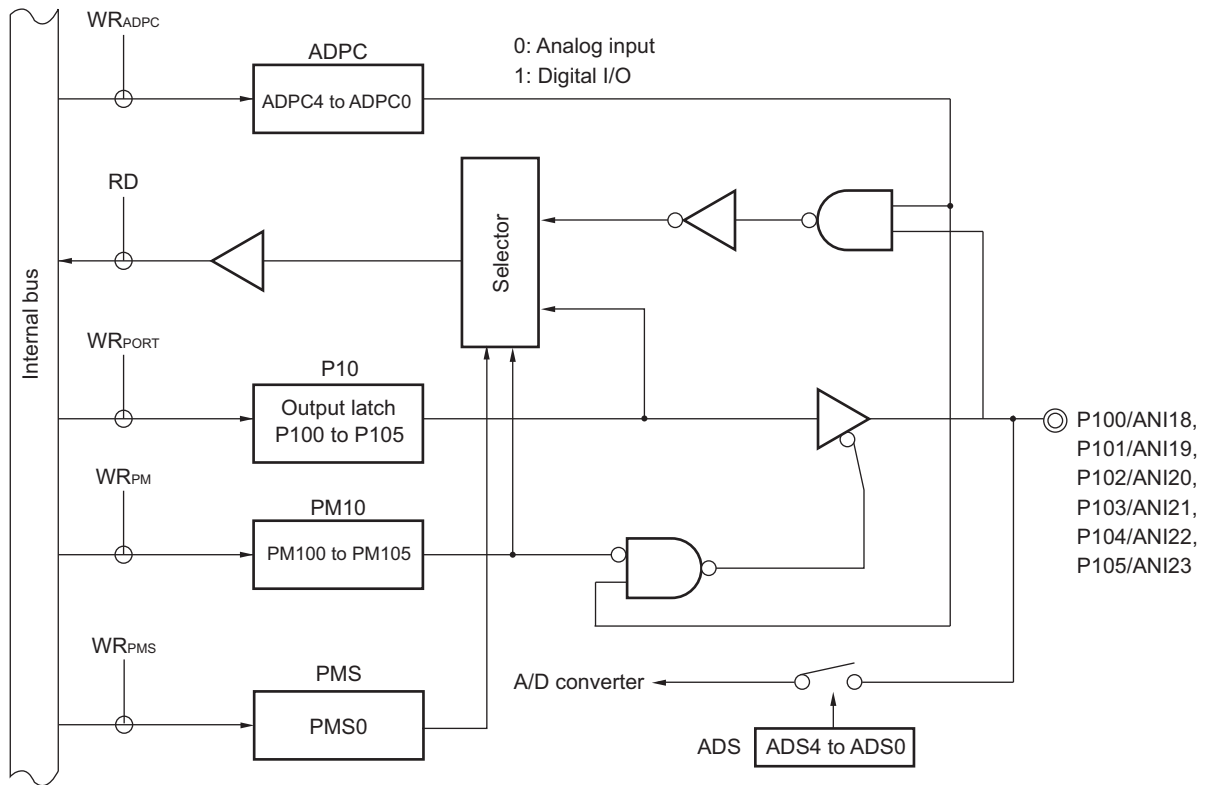 WRADPC
ADPC
ADPC4 to ADPC0
0: Analog input
1: Digital I/O
RD
Selector
Internal bus
WRPORT
P10
Output latch
P100 to P105
P100/ANI18,
P101/ANI19,
P102/ANI20,
P103/ANI21,
P104/ANI22,
P105/ANI23
WRPM
PM10
PM100 to PM105
WRPMS
PMS
PMS0
A/D converter
ADS
ADS4 to ADS0